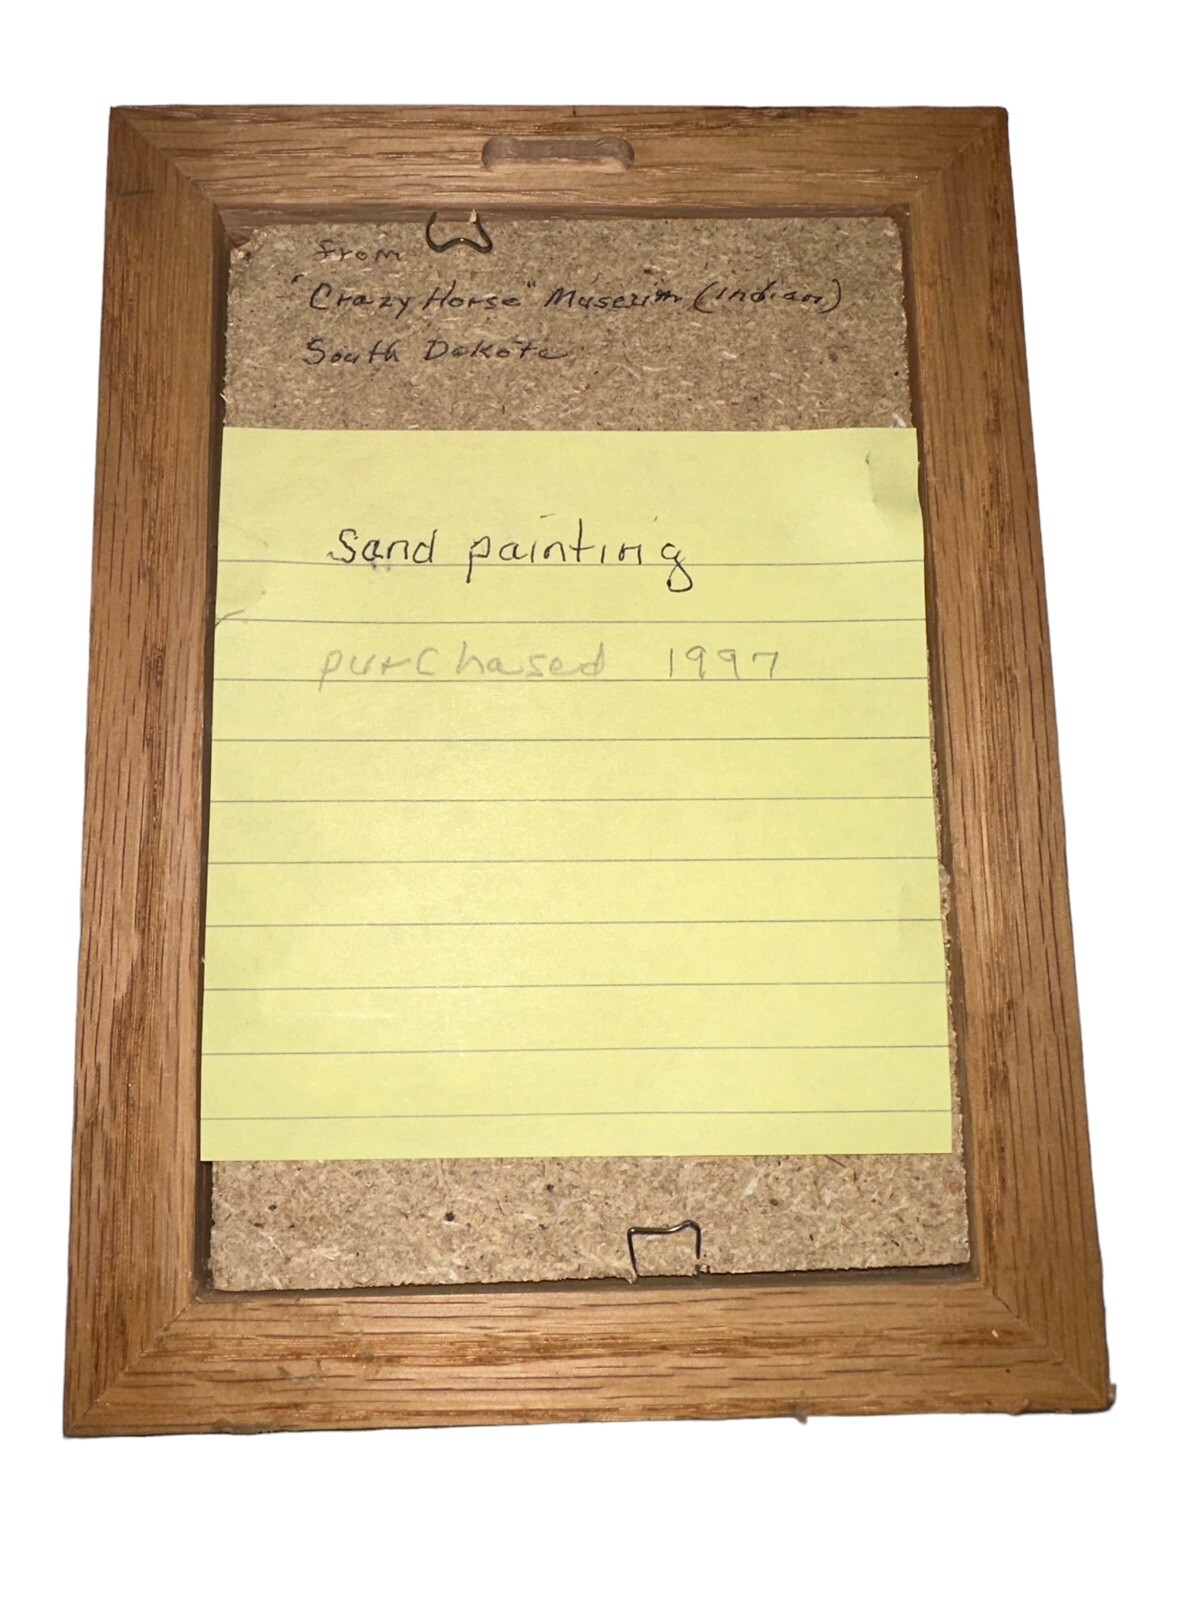 from
"Crazy Horse" Museum (indian)
South Dakota
Sand painting
purchased 1997